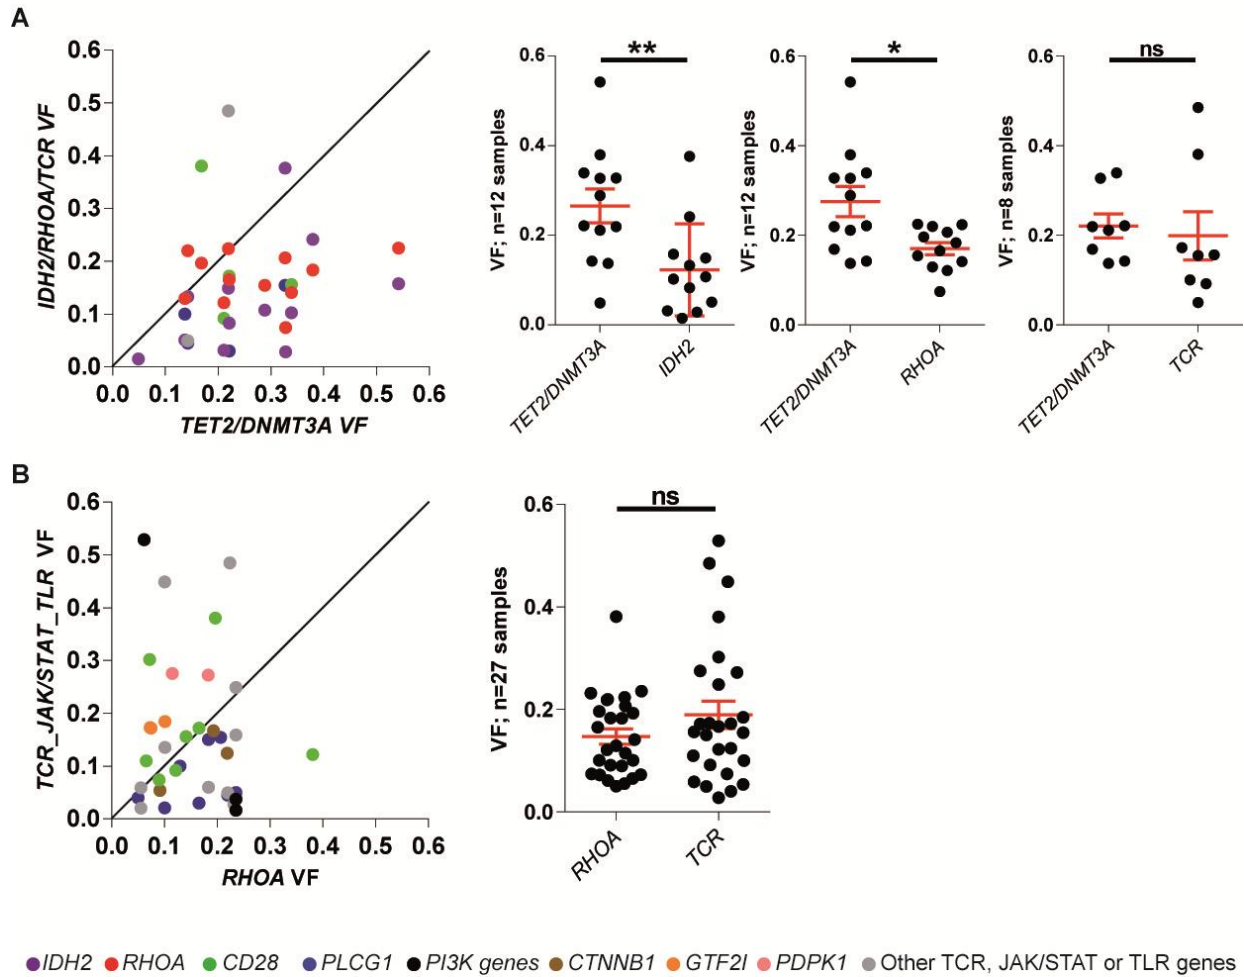 A
IDH2/RHOA/TCR VF
0.6
0.5
0.4
0.3
0.2
0.1
0.0
0.0 0.1 0.2 0.3 0.4 0.5 0.6
TET2/DNMT3A VF
**
VF; n=12 samples
0.6
0.4
0.2
0.0
TET2/DNMT3A
IDH2
*
VF; n=12 samples
0.6
0.4
0.2
0.0
TET2/DNMT3A
RHOA
ns
VF; n=8 samples
0.6
0.4
0.2
0.0
TET2/DNMT3A
TCR
B
TCR_JAK/STAT_TLR VF
0.6
0.5
0.4
0.3
0.2
0.1
0.0
0.0 0.1 0.2 0.3 0.4 0.5 0.6
RHOA VF
ns
VF; n=27 samples
0.6
0.4
0.2
0.0
RHOA
TCR
IDH2 RHOA CD28 PLCG1 PI3K genes CTNNB1 GTF2I PDPK1 Other TCR, JAK/STAT or TLR genes